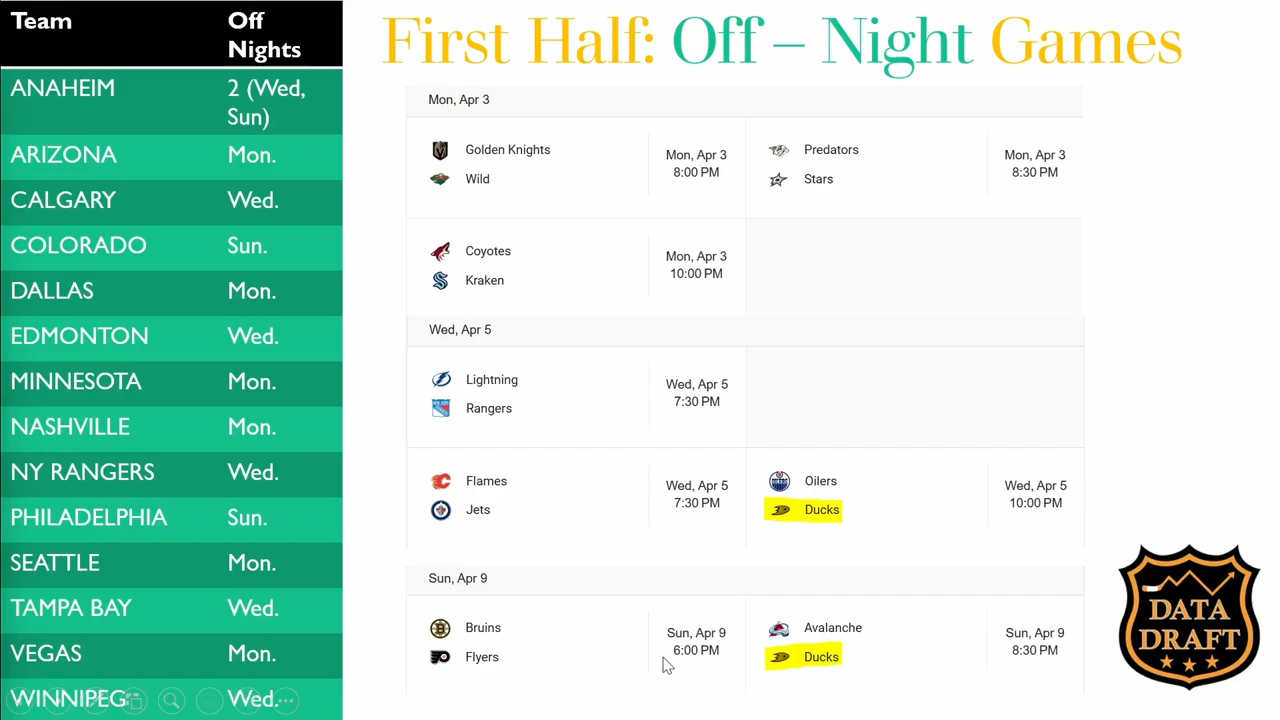 Team Off Nights
ANAHEIM 2 (Wed, Sun)
ARIZONA Mon.
CALGARY Wed.
COLORADO Sun.
DALLAS Mon.
EDMONTON Wed.
MINNESOTA Mon.
NASHVILLE Mon.
NY RANGERS Wed.
PHILADELPHIA Sun.
SEATTLE Mon.
TAMPA BAY Wed.
VEGAS Mon.
WINNIPEG Wed.
First Half: Off – Night Games
Mon, Apr 3
Golden Knights
Wild
Mon, Apr 3
8:00 PM
Predators
Stars
Mon, Apr 3
8:30 PM
Coyotes
Kraken
Mon, Apr 3
10:00 PM
Wed, Apr 5
Lightning
Rangers
Wed, Apr 5
7:30 PM
Flames
Jets
Wed, Apr 5
7:30 PM
Oilers
Ducks
Wed, Apr 5
10:00 PM
Sun, Apr 9
Bruins
Flyers
Sun, Apr 9
6:00 PM
Avalanche
Ducks
Sun, Apr 9
8:30 PM
DATA
DRAFT